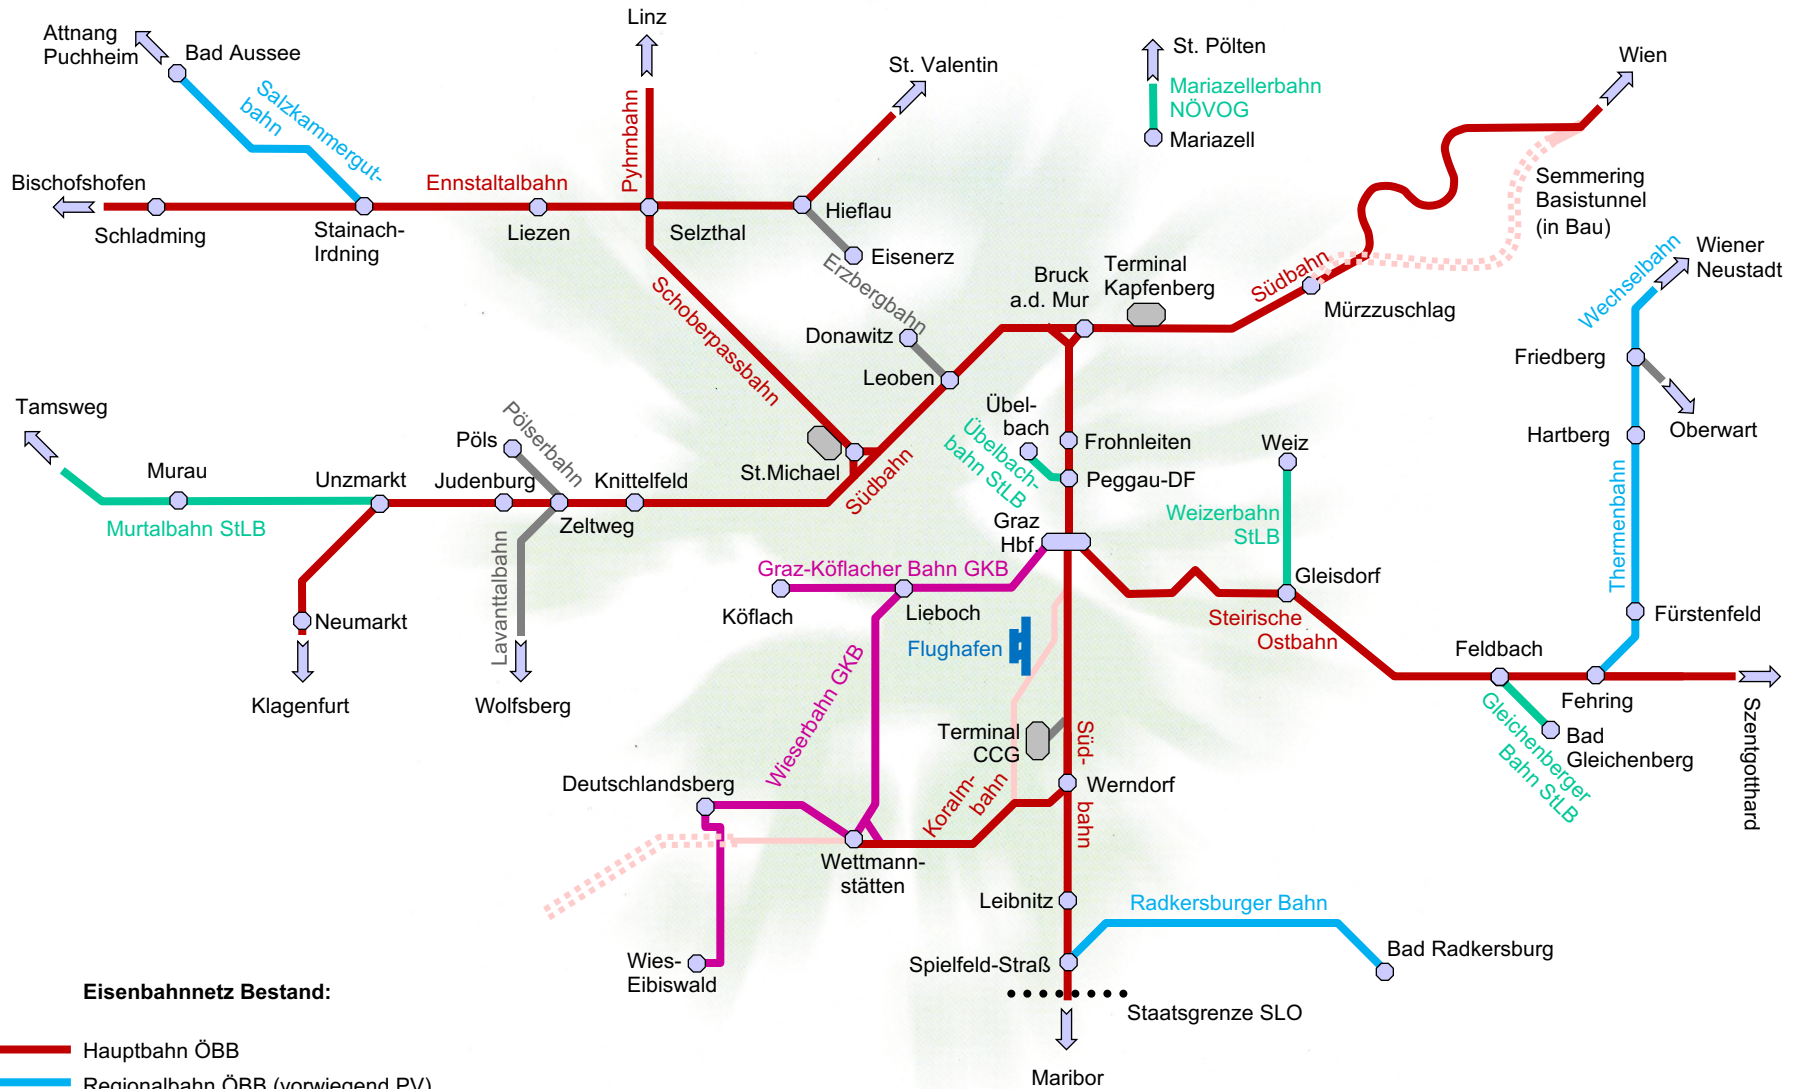 Linz
Attnang
Puchheim
Bad Aussee
St. Pölten
Wien
St. Valentin
Mariazellerbahn
NÖVOG
Mariazell
Salzkammergut-
bahn
Pyhrnbahn
Semmering
Basistunnel
(in Bau)
Bischofshofen
Ennstaltalbahn
Schladming
Stainach-
Irdning
Liezen
Selzthal
Hieflau
Eisenerz
Erzbergbahn
Wechselbahn
Wiener
Neustadt
Bruck
a.d. Mur
Terminal
Kapfenberg
Südbahn
Mürzzuschlag
Schoberpassbahn
Donawitz
Leoben
Friedberg
Oberwart
Tamsweg
Pöls
Pölserbahn
Übel-
bach
Übelbach-
bahn StLB
Frohnleiten
Weiz
Hartberg
Murau
Unzmarkt
Judenburg
Knittelfeld
St.Michael
Südbahn
Peggau-DF
Murtalbahn StLB
Zeltweg
Graz
Hbf.
Weizerbahn
StLB
Thermenbahn
Lavanttalbahn
Graz-Köflacher Bahn GKB
Köflach
Lieboch
Gleisdorf
Steirische
Ostbahn
Fürstenfeld
Neumarkt
Flughafen
Feldbach
Fehring
Szentgotthard
Klagenfurt
Wolfsberg
Wieserbahn GKB
Terminal
CCG
Süd-
bahn
Gleichenberger
Bahn StLB
Bad
Gleichenberg
Deutschlandsberg
Koralm-
bahn
Werndorf
Wettmann-
stätten
Leibnitz
Radkersburger Bahn
Bad Radkersburg
Wies-
Eibiswald
Spielfeld-Straß
Staatsgrenze SLO
Maribor
Eisenbahnnetz Bestand:
Hauptbahn ÖBB
Regionalbahn ÖBB (vorwiegend PV)